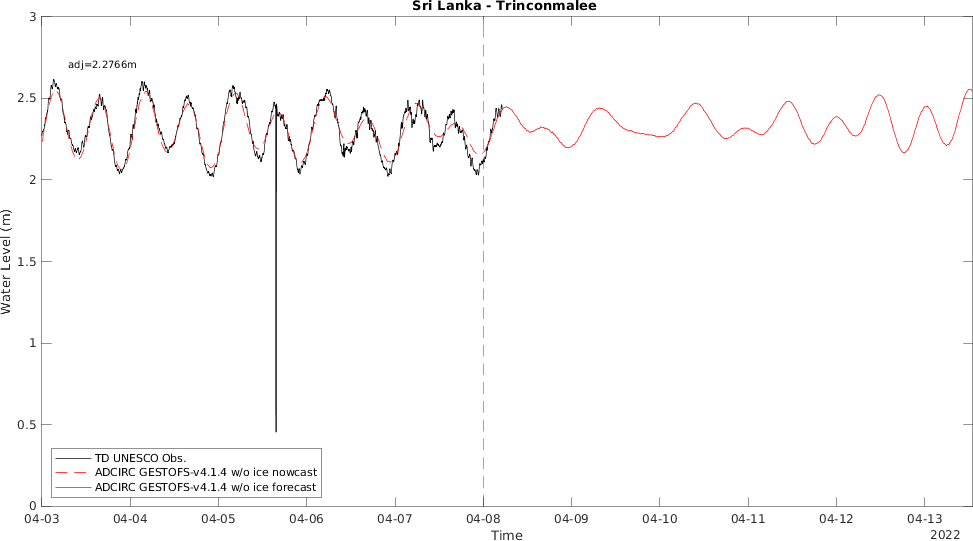 Sri Lanka - Trinconmalee
3
adj=2.2766m
2.5
2
1.5
1
0.5
0
Water Level (m)
TD UNESCO Obs.
ADCIRC GESTOFS-v4.1.4 w/o ice nowcast
ADCIRC GESTOFS-v4.1.4 w/o ice forecast
04-03 04-04 04-05 04-06 04-07 04-08 04-09 04-10 04-11 04-12 04-13
Time
2022